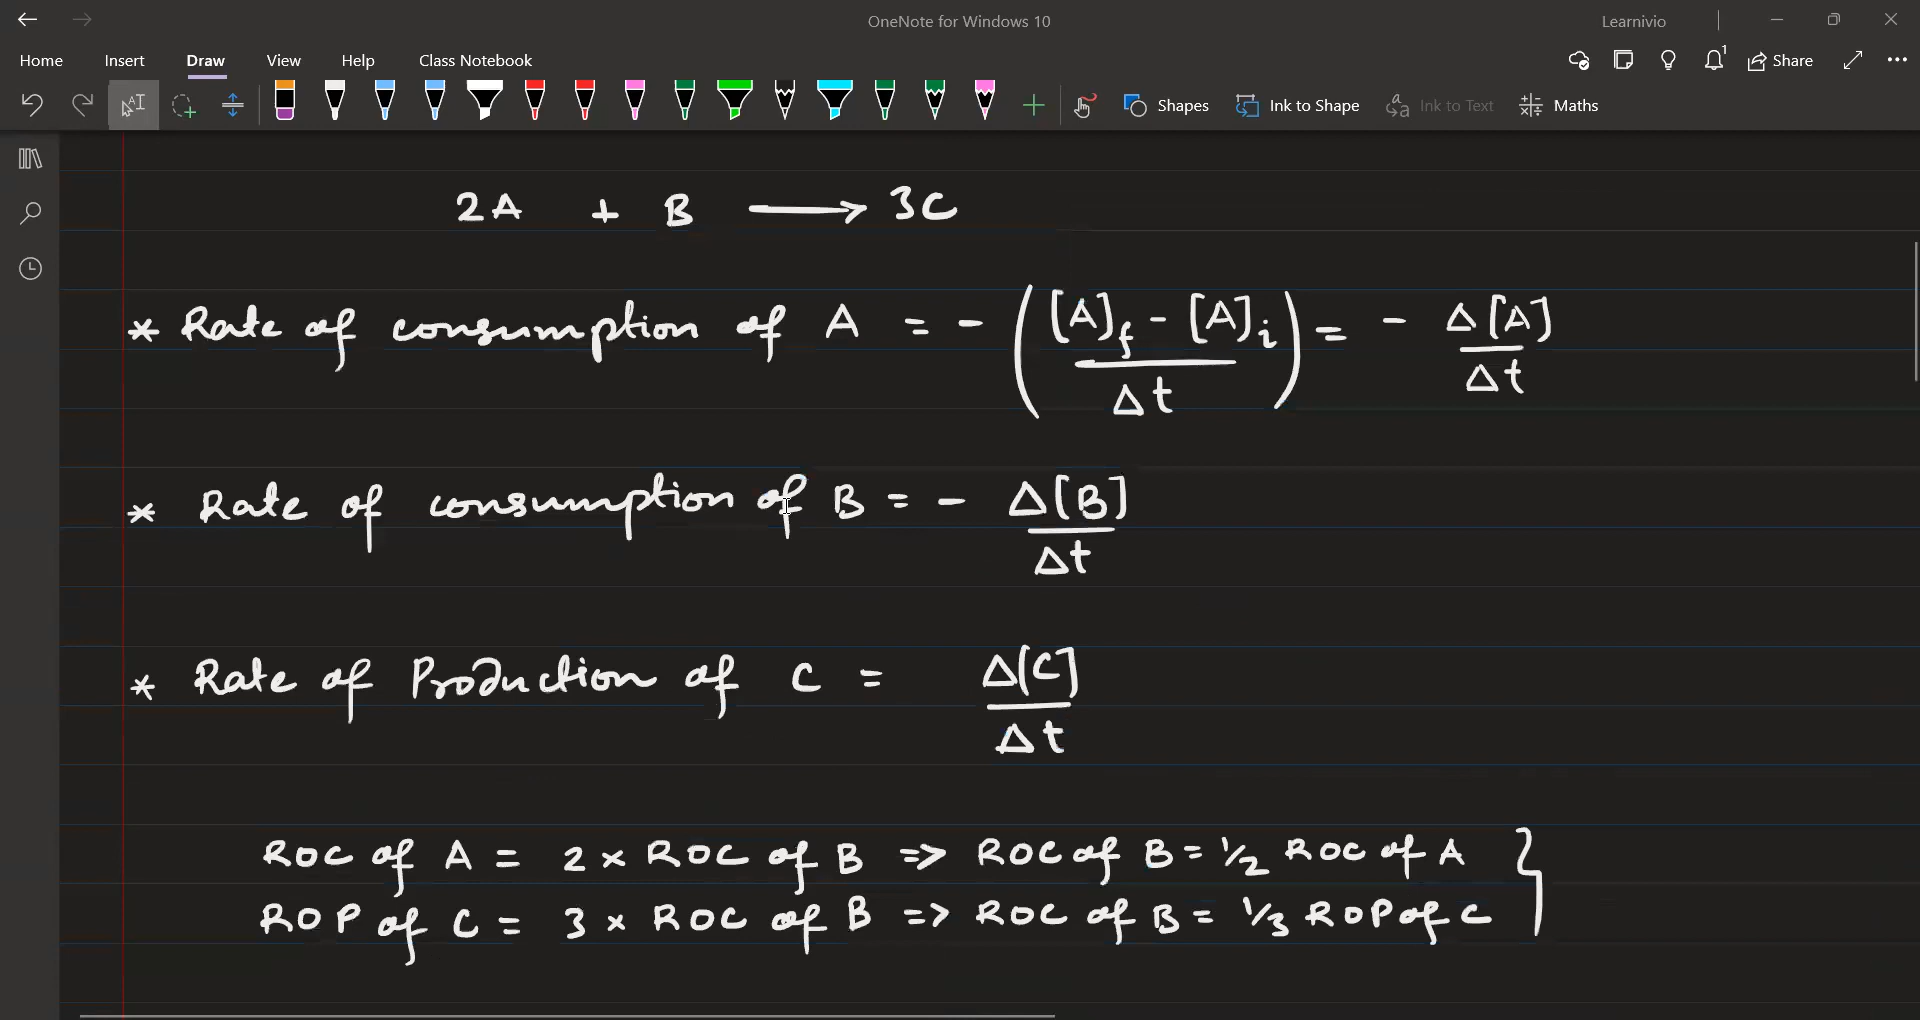 OneNote for Windows 10
Learnivio
Home Insert Draw View Help Class Notebook
1 Share
Shapes Ink to Shape Ink to Text Maths
2A + B ⟶ 3C
* Rate of consumption of A = - ([A]f - [A]i / Δt) = - Δ[A] / Δt
* Rate of consumption of B = - Δ[B] / Δt
* Rate of Production of C = Δ[C] / Δt
ROC of A = 2 × ROC of B => ROC of B = 1/2 ROC of A
ROP of C = 3 × ROC of B => ROC of B = 1/3 ROP of C }